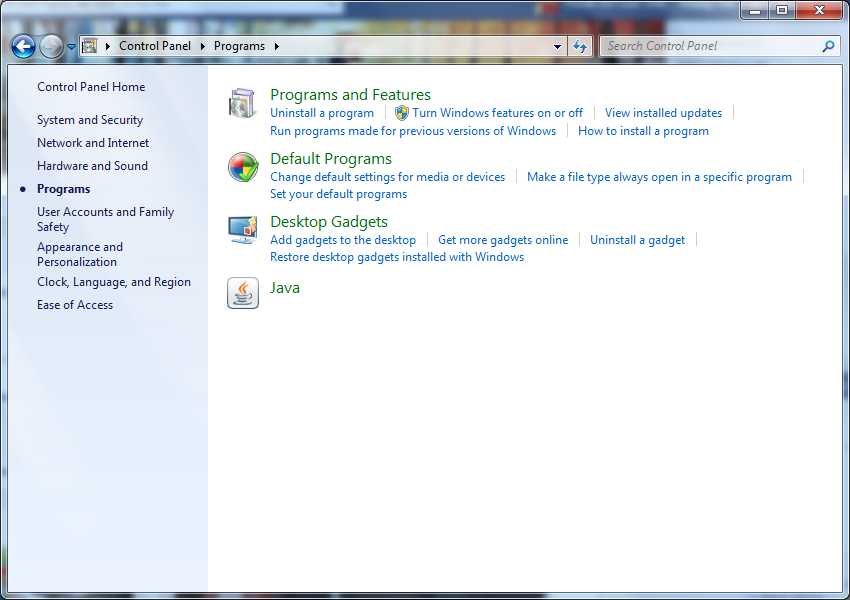 Control Panel
Programs
Search Control Panel
Control Panel Home
System and Security
Network and Internet
Hardware and Sound
Programs
User Accounts and Family
Safety
Appearance and
Personalization
Clock, Language, and Region
Ease of Access
Programs and Features
Uninstall a program
Turn Windows features on or off
View installed updates
Run programs made for previous versions of Windows
How to install a program
Default Programs
Change default settings for media or devices
Make a file type always open in a specific program
Set your default programs
Desktop Gadgets
Add gadgets to the desktop
Get more gadgets online
Uninstall a gadget
Restore desktop gadgets installed with Windows
Java